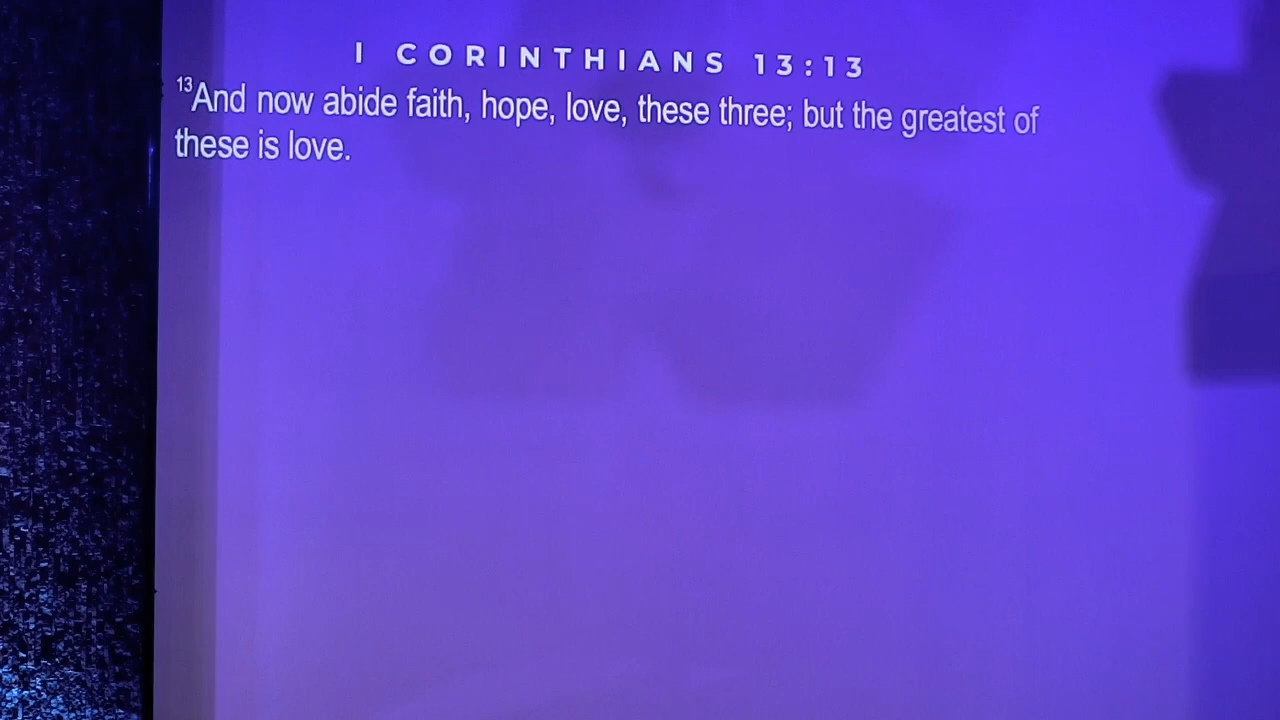 I CORINTHIANS 13:13
13And now abide faith, hope, love, these three; but the greatest of
these is love.